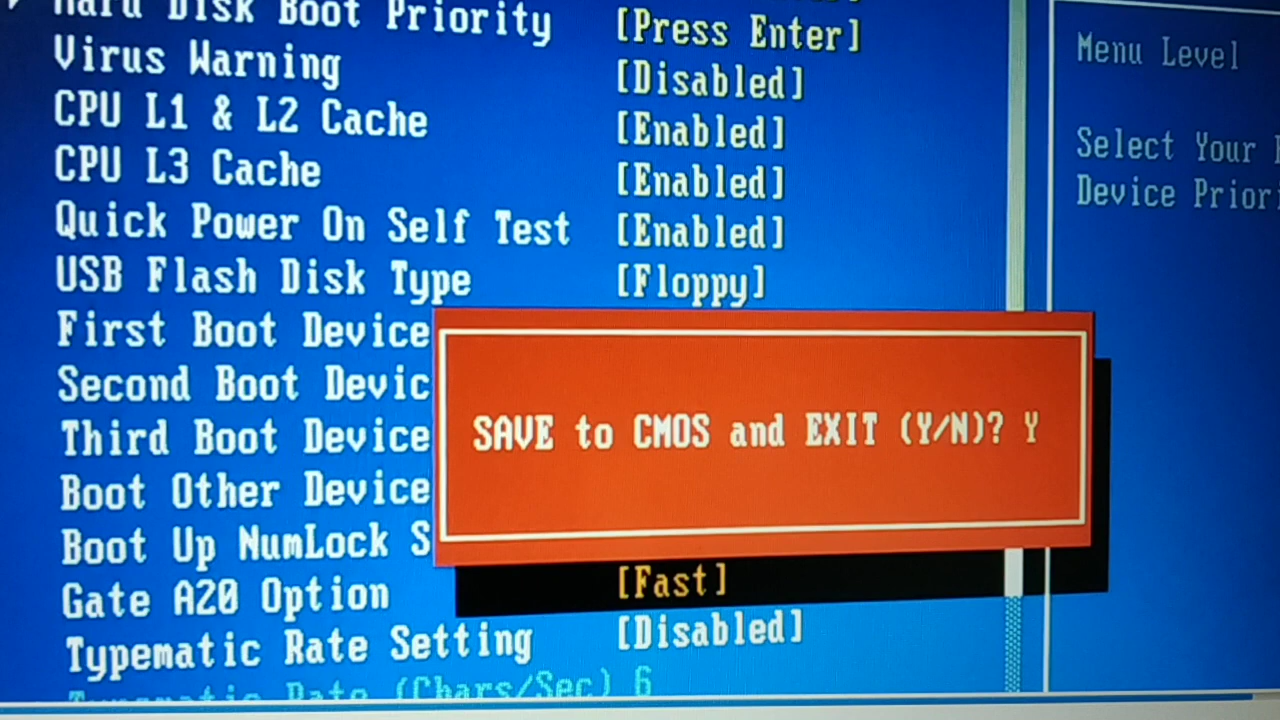 Hard Disk Boot Priority [Press Enter]
Virus Warning [Disabled]
CPU L1 & L2 Cache [Enabled]
CPU L3 Cache [Enabled]
Quick Power On Self Test [Enabled]
USB Flash Disk Type [Floppy]
First Boot Device
Second Boot Devic
Third Boot Device
Boot Other Device
Boot Up NumLock S
Gate A20 Option [Fast]
Typematic Rate Setting [Disabled]
Typematic Rate (Chars/Sec) 6
SAVE to CMOS and EXIT (Y/N)? Y
Menu Level
Select Your
Device Prior